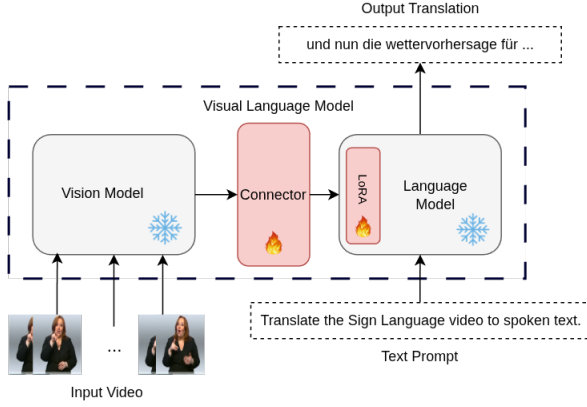 Output Translation
und nun die wettervorhersage für ...
Visual Language Model
Vision Model
Connector
LoRA
Language
Model
Translate the Sign Language video to spoken text.
...
Text Prompt
Input Video